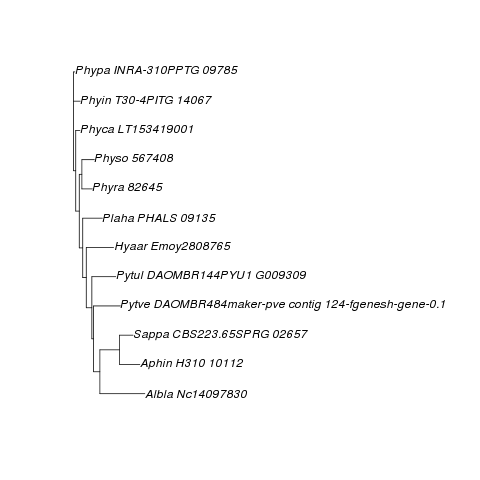 Phypa INRA-310PPTG 09785
Phyin T30-4PITG 14067
Phyca LT153419001
Physo 567408
Phyra 82645
Plaha PHALS 09135
Hyaar Emoy2808765
Pytul DAOMBR144PYU1 G009309
Pytve DAOMBR484maker-pve contig 124-fgenesh-gene-0.1
Sappa CBS223.65SPRG 02657
Aphin H310 10112
Albla Nc14097830